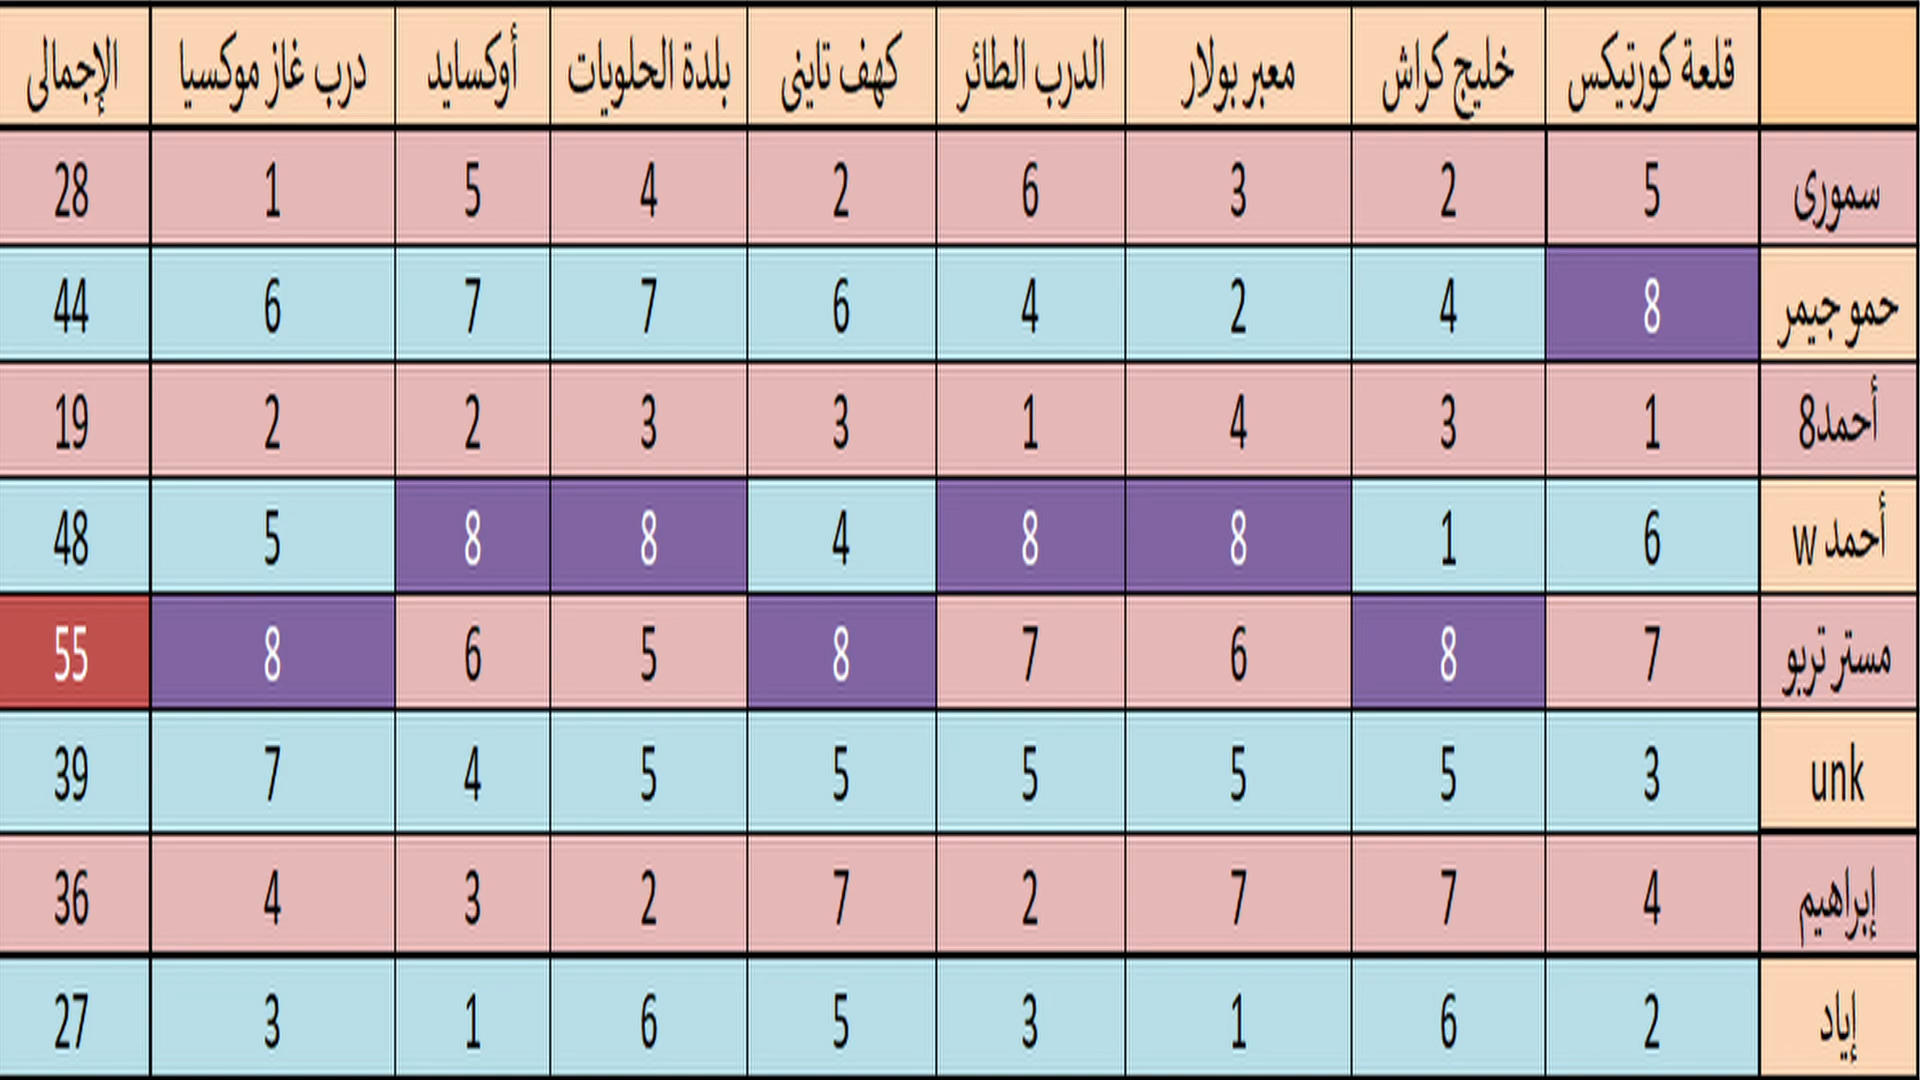 قلعة كورتيكس خليج كراش معبر بولار الدرب الطائر كهف تاينى بلدة الحلويات أوكسايد درب غاز موكسيا الإجمالى
سمورى 5 2 3 6 2 4 5 1 28
حمو جيمر 8 4 2 4 6 7 7 6 44
أحمد8 1 3 4 1 3 3 2 2 19
أحمد w 6 1 8 8 4 8 8 5 48
مستر تربو 7 8 6 7 8 5 6 8 55
unk 3 5 5 5 5 5 4 7 39
إبراهيم 4 7 7 2 7 2 3 4 36
إياد 2 6 1 3 5 6 1 3 27